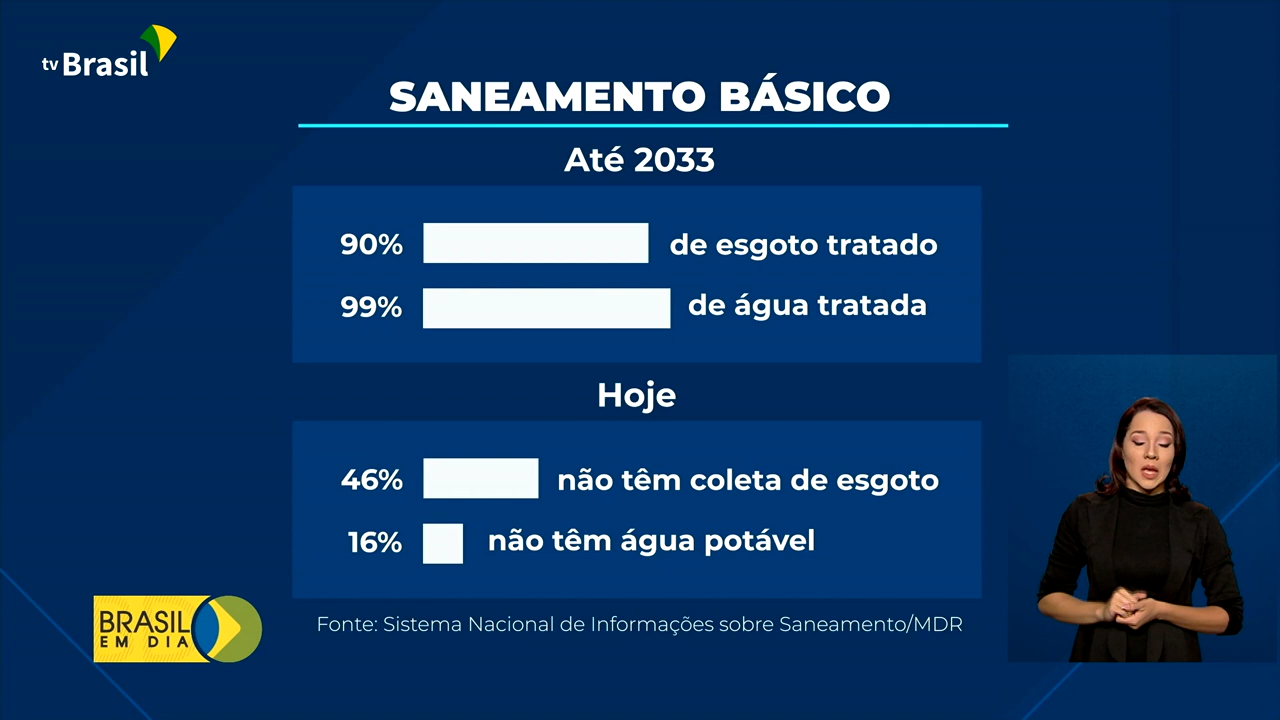 tv Brasil
SANEAMENTO BÁSICO
Até 2033
90% de esgoto tratado
99% de água tratada
Hoje
46% não têm coleta de esgoto
16% não têm água potável
BRASIL
EM DIA
Fonte: Sistema Nacional de Informações sobre Saneamento/MDR